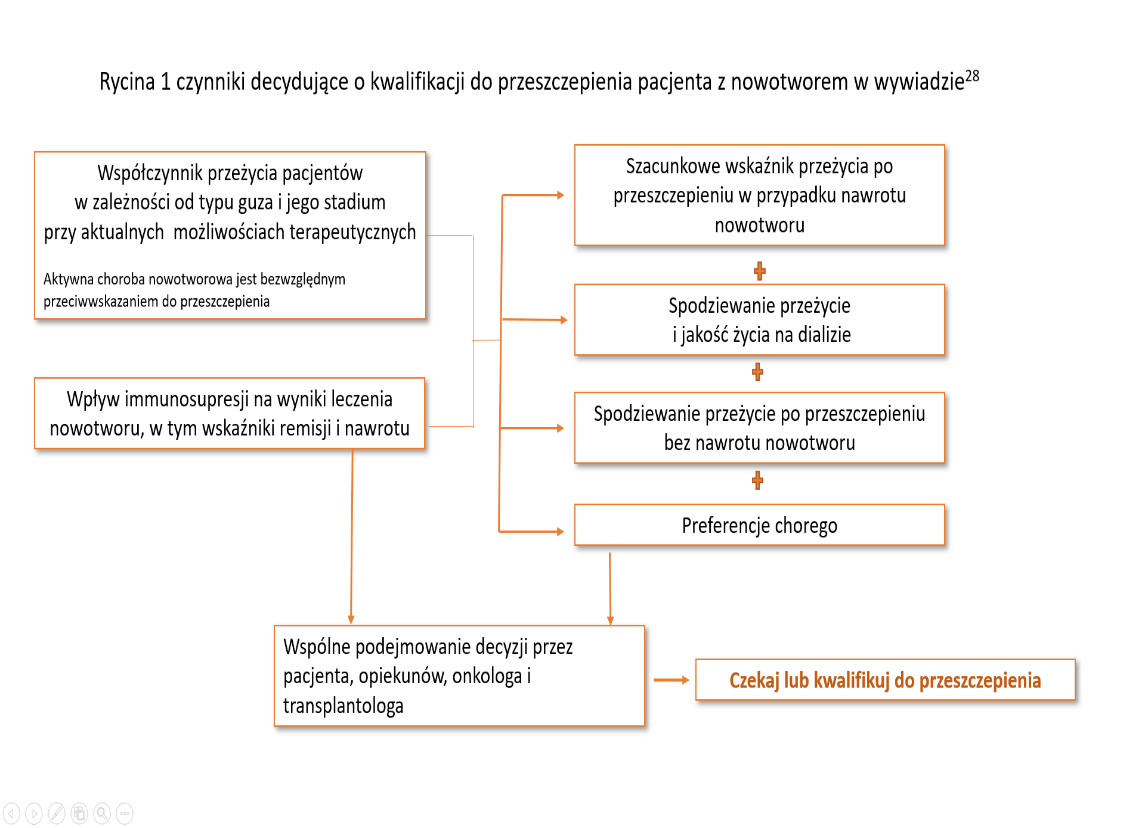 Rycina 1 czynniki decydujące o kwalifikacji do przeszczepienia pacjenta z nowotworem w wywiadzie28
Współczynnik przeżycia pacjentów
w zależności od typu guza i jego stadium
przy aktualnych możliwościach terapeutycznych
Aktywna choroba nowotworowa jest bezwzględnym
przeciwwskazaniem do przeszczepienia
Wpływ immunosupresji na wyniki leczenia
nowotworu, w tym wskaźniki remisji i nawrotu
Szacunkowe wskaźnik przeżycia po
przeszczepieniu w przypadku nawrotu
nowotworu
Spodziewanie przeżycie
i jakość życia na dializie
Spodziewanie przeżycie po przeszczepieniu
bez nawrotu nowotworu
Preferencje chorego
Wspólne podejmowanie decyzji przez
pacjenta, opiekunów, onkologa i
transplantologa
Czekaj lub kwalifikuj do przeszczepienia